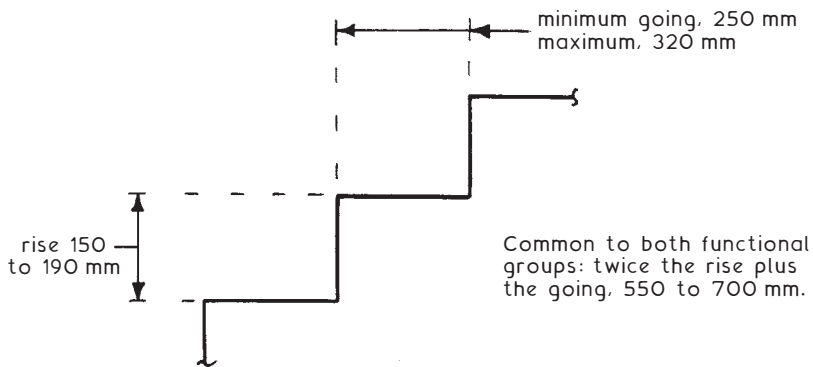 minimum going, 250 mm
maximum, 320 mm
rise 150
to 190 mm
Common to both functional
groups: twice the rise plus
the going, 550 to 700 mm.